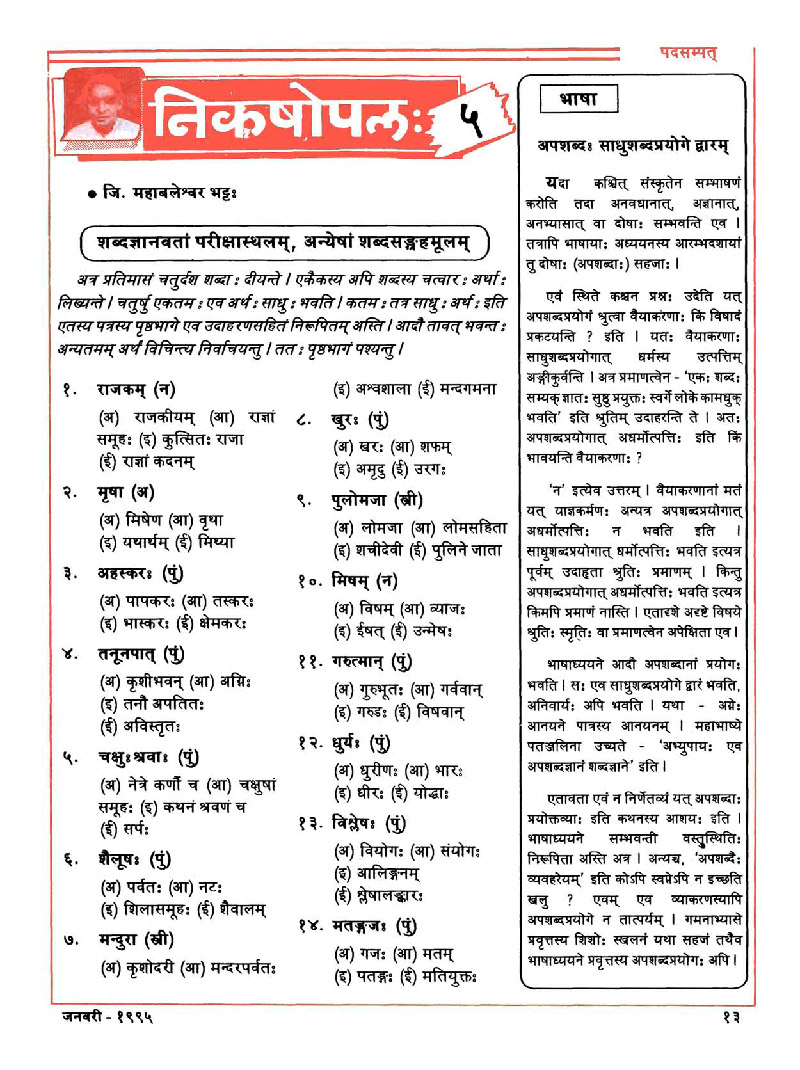 पदसम्पत्
निकषोपलः ५
• जि. महाबलेश्वर भट्टः
शब्दज्ञानवतां परीक्षास्थलम्, अन्येषां शब्दसङ्ग्रहमूलम्
अत्र प्रतिमासं चतुर्दश शब्दाः दीयन्ते । एकैकस्य अपि शब्दस्य चत्वारः अर्थाः
लिख्यन्ते । चतुर्षु एकतमः एव अर्थः साधुः भवति । कतमः तत्र साधुः अर्थः इति
एतस्य पत्रस्य पृष्ठभागे एव उदाहरणसहितं निरूपितम् अस्ति । आदौ तावत् भवन्तः
अन्यतमम् अर्थं विचिन्त्य निर्वाचयन्तु । ततः पृष्ठभागं पश्यन्तु ।
१. राजकम् (न)
(अ) राजकीयम् (आ) राज्ञां
समूहः (इ) कुत्सितः राजा
(ई) राज्ञां कदनम्
२. मृषा (अ)
(अ) मिषेण (आ) वृथा
(इ) यथार्थम् (ई) मिथ्या
३. अहस्करः (पुं)
(अ) पापकरः (आ) तस्करः
(इ) भास्करः (ई) क्षेमकरः
४. तनूनपात् (पुं)
(अ) कृशीभवन् (आ) अग्निः
(इ) तनौ अपतितः
(ई) अविस्तृतः
५. चक्षुःश्रवाः (पुं)
(अ) नेत्रे कर्णौ च (आ) चक्षुषां
समूहः (इ) कथनं श्रवणं च
(ई) सर्पः
६. शैलूषः (पुं)
(अ) पर्वतः (आ) नटः
(इ) शिलासमूहः (ई) शैवालम्
७. मन्दुरा (स्त्री)
(अ) कृशोदरी (आ) मन्दरपर्वतः
(इ) अश्वशाला (ई) मन्दगमना
८. खुरः (पुं)
(अ) खरः (आ) शफम्
(इ) अमृदु (ई) उरगः
९. पुलोमजा (स्त्री)
(अ) लोमजा (आ) लोमसहिता
(इ) शचीदेवी (ई) पुलिने जाता
१०. मिषम् (न)
(अ) विषम् (आ) व्याजः
(इ) ईषत् (ई) उन्मेषः
११. गरुत्मान् (पुं)
(अ) गुरुभूतः (आ) गर्ववान्
(इ) गरुडः (ई) विषवान्
१२. धुर्यः (पुं)
(अ) धुरीणः (आ) भारः
(इ) धीरः (ई) योद्धाः
१३. विश्लेषः (पुं)
(अ) वियोगः (आ) संयोगः
(इ) आलिङ्गनम्
(ई) श्लेषालङ्कारः
१४. मतङ्गजः (पुं)
(अ) गजः (आ) मतम्
(इ) पतङ्गः (ई) मतियुक्तः
भाषा
अपशब्दः साधुशब्दप्रयोगे द्वारम्
यदा कश्चित् संस्कृतेन सम्भाषणं
करोति तदा अनवधानात्, अज्ञानात्,
अनभ्यासात् वा दोषाः सम्भवन्ति एव ।
तत्रापि भाषायाः अध्ययनस्य आरम्भदशायां
तु दोषाः (अपशब्दाः) सहजाः ।
एवं स्थिते कश्चन प्रश्नः उदेति यत्
अपशब्दप्रयोगं श्रुत्वा वैयाकरणाः किं विषादं
प्रकटयन्ति ? इति । यतः वैयाकरणाः
साधुशब्दप्रयोगात् धर्मस्य उत्पत्तिम्
अङ्गीकुर्वन्ति । अत्र प्रमाणत्वेन - 'एकः शब्दः
सम्यक् ज्ञातः सुष्ठु प्रयुक्तः स्वर्गे लोके कामधुक्
भवति' इति श्रुतिम् उदाहरन्ति ते । अतः
अपशब्दप्रयोगात् अधर्मोत्पत्तिः इति किं
भावयन्ति वैयाकरणाः ?
'न' इत्येव उत्तरम् । वैयाकरणानां मतं
यत् याज्ञकर्मणः अन्यत्र अपशब्दप्रयोगात्
अधर्मोत्पत्तिः न भवति इति ।
साधुशब्दप्रयोगात् धर्मोत्पत्तिः भवति इत्यत्र
पूर्वम् उदाहृता श्रुतिः प्रमाणम् । किन्तु
अपशब्दप्रयोगात् अधर्मोत्पत्तिः भवति इत्यत्र
किमपि प्रमाणं नास्ति । एतादृशे अदृष्टे विषये
श्रुतिः स्मृतिः वा प्रमाणत्वेन अपेक्षिता एव ।
भाषाध्ययने आदौ अपशब्दानां प्रयोगः
भवति । सः एव साधुशब्दप्रयोगे द्वारं भवति,
अनिवार्यः अपि भवति । यथा - अग्नेः
आनयने पात्रस्य आनयनम् । महाभाष्ये
पतञ्जलिना उच्यते - 'अभ्युपायः एव
अपशब्दज्ञानं शब्दज्ञाने' इति ।
एतावता एवं न निर्णेतव्यं यत् अपशब्दाः
प्रयोक्तव्याः इति कथनस्य आशयः इति ।
भाषाध्ययने सम्भवन्ती वस्तुस्थितिः
निरूपिता अस्ति अत्र । अन्यच्च, 'अपशब्दैः
व्यवहरेयम्' इति कोऽपि स्वप्नेऽपि न इच्छति
खलु ? एवम् एव व्याकरणस्यापि
अपशब्दप्रयोगे न तात्पर्यम् । गमनाभ्यासे
प्रवृत्तस्य शिशोः स्खलनं यथा सहजं तथैव
भाषाध्ययने प्रवृत्तस्य अपशब्दप्रयोगः अपि ।
जनवरी - १९९५
१३